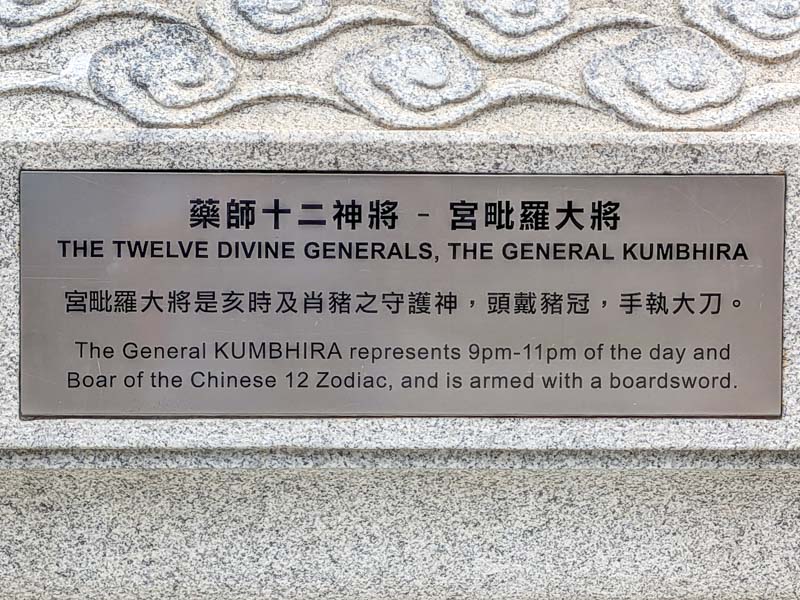 藥師十二神將 - 宮毗羅大將
THE TWELVE DIVINE GENERALS, THE GENERAL KUMBHIRA
宮毗羅大將是亥時及肖豬之守護神，頭戴豬冠，手執大刀。
The General KUMBHIRA represents 9pm-11pm of the day and
Boar of the Chinese 12 Zodiac, and is armed with a boardsword.